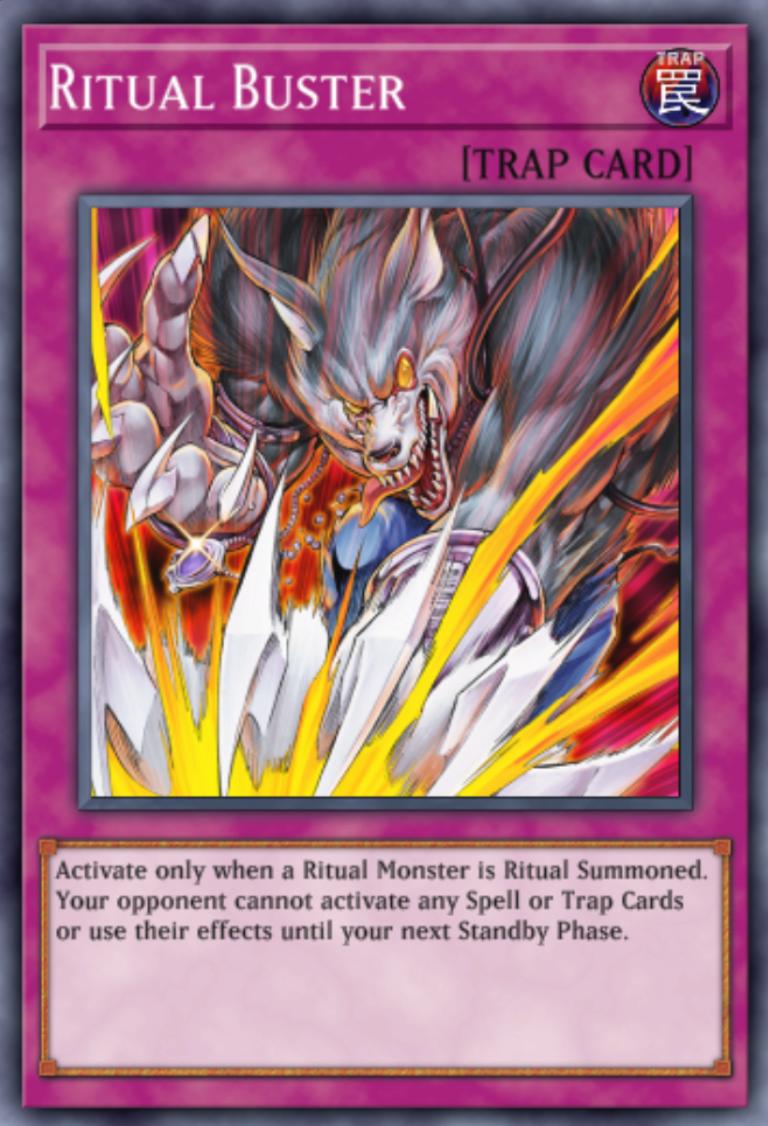 RITUAL BUSTER
TRAP
罠
[TRAP CARD]
Activate only when a Ritual Monster is Ritual Summoned.
Your opponent cannot activate any Spell or Trap Cards
or use their effects until your next Standby Phase.